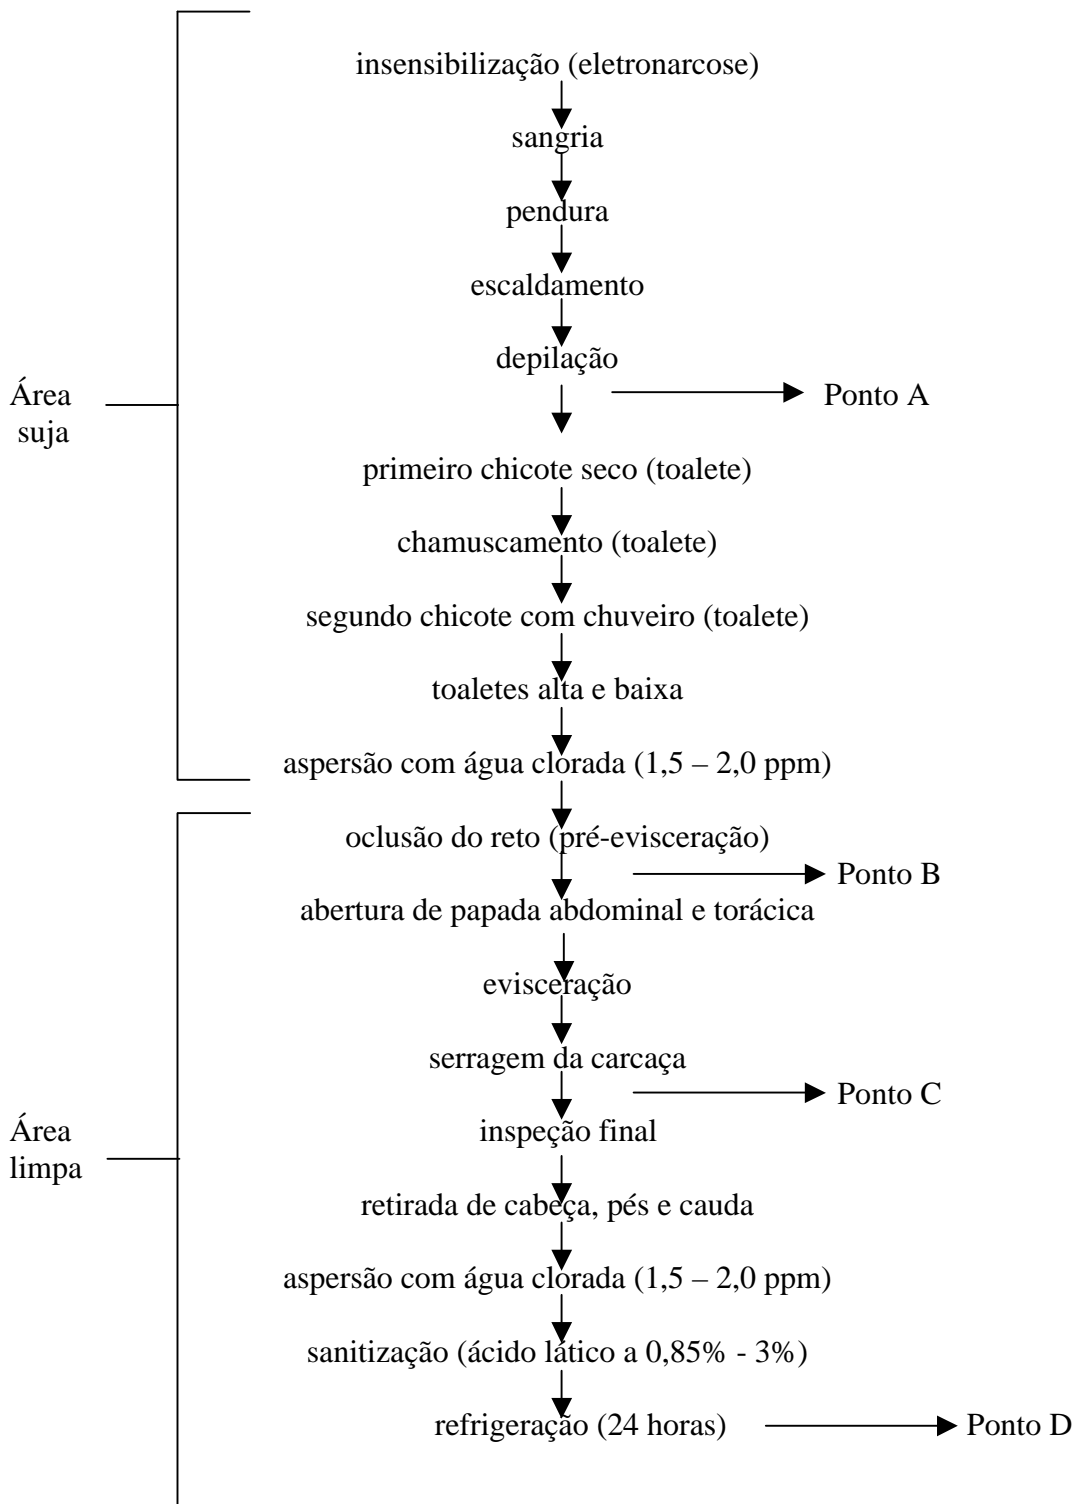 insensibilização (eletronarcose)
sangria
pendura
escaldamento
depilação
Área
suja
Ponto A
primeiro chicote seco (toalete)
chamuscamento (toalete)
segundo chicote com chuveiro (toalete)
toaletes alta e baixa
aspersão com água clorada (1,5 – 2,0 ppm)
oclusão do reto (pré-evisceração)
Ponto B
abertura de papada abdominal e torácica
evisceração
serragem da carcaça
Ponto C
Área
limpa
inspeção final
retirada de cabeça, pés e cauda
aspersão com água clorada (1,5 – 2,0 ppm)
sanitização (ácido lático a 0,85% - 3%)
refrigeração (24 horas)
Ponto D